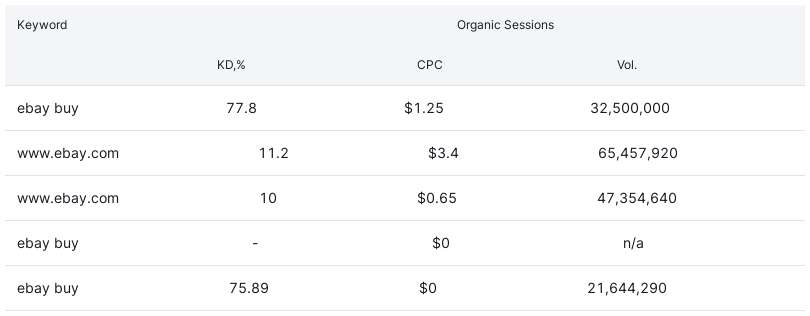 Keyword Organic Sessions
KD,% CPC Vol.
ebay buy 77.8 $1.25 32,500,000
www.ebay.com 11.2 $3.4 65,457,920
www.ebay.com 10 $0.65 47,354,640
ebay buy - $0 n/a
ebay buy 75.89 $0 21,644,290